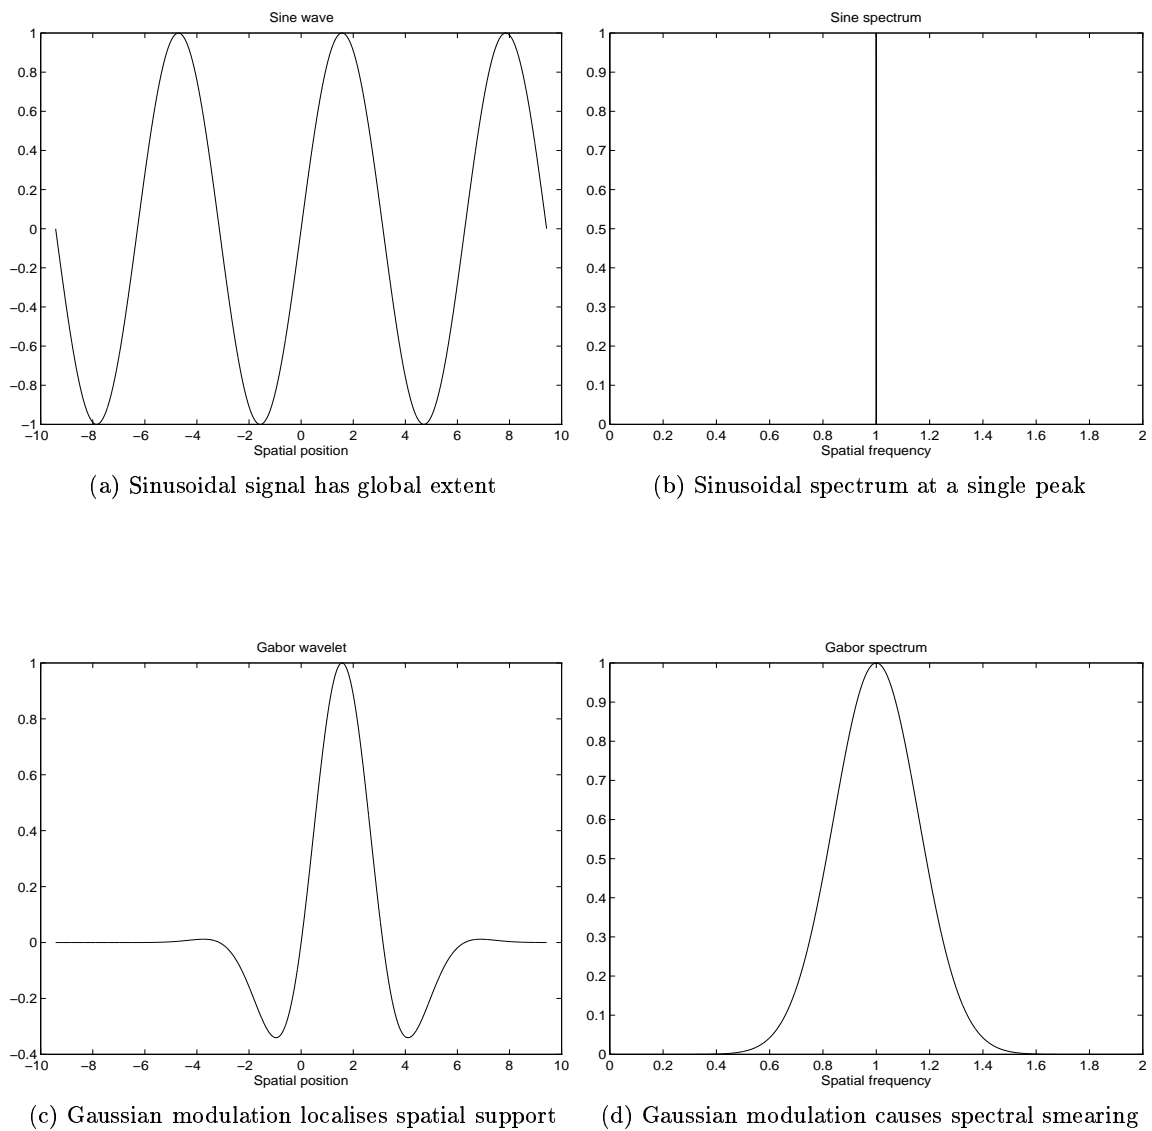 Sine wave
1
0.8
0.6
0.4
0.2
0
−0.2
−0.4
−0.6
−0.8
−1
−10 −8 −6 −4 −2 0 2 4 6 8 10
Spatial position
(a) Sinusoidal signal has global extent
Sine spectrum
1
0.9
0.8
0.7
0.6
0.5
0.4
0.3
0.2
0.1
0
0 0.2 0.4 0.6 0.8 1 1.2 1.4 1.6 1.8 2
Spatial frequency
(b) Sinusoidal spectrum at a single peak
Gabor wavelet
1
0.8
0.6
0.4
0.2
0
−0.2
−0.4
−10 −8 −6 −4 −2 0 2 4 6 8 10
Spatial position
(c) Gaussian modulation localises spatial support
Gabor spectrum
1
0.9
0.8
0.7
0.6
0.5
0.4
0.3
0.2
0.1
0
0 0.2 0.4 0.6 0.8 1 1.2 1.4 1.6 1.8 2
Spatial frequency
(d) Gaussian modulation causes spectral smearing